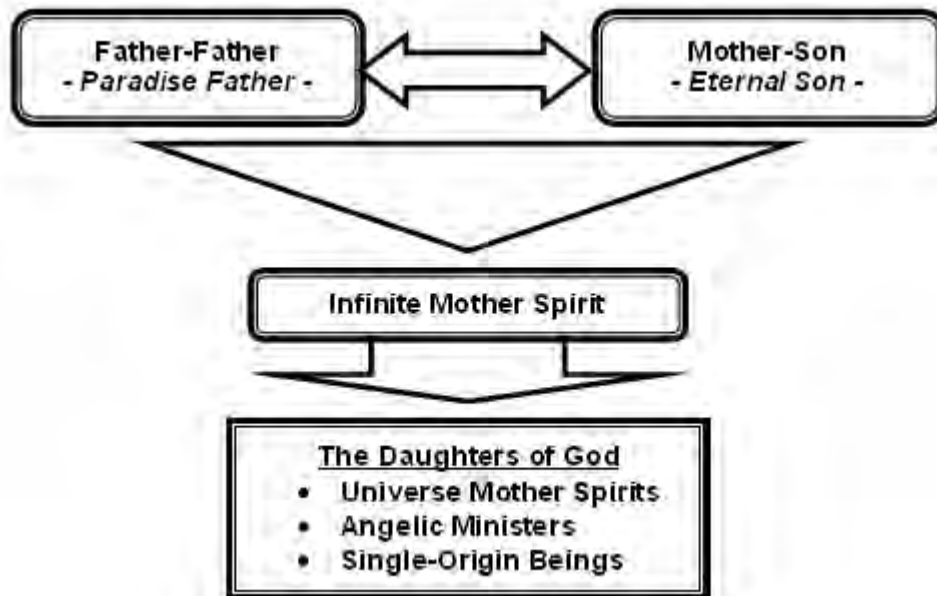 Father-Father
- Paradise Father -
Mother-Son
- Eternal Son -
Infinite Mother Spirit
The Daughters of God
• Universe Mother Spirits
• Angelic Ministers
• Single-Origin Beings